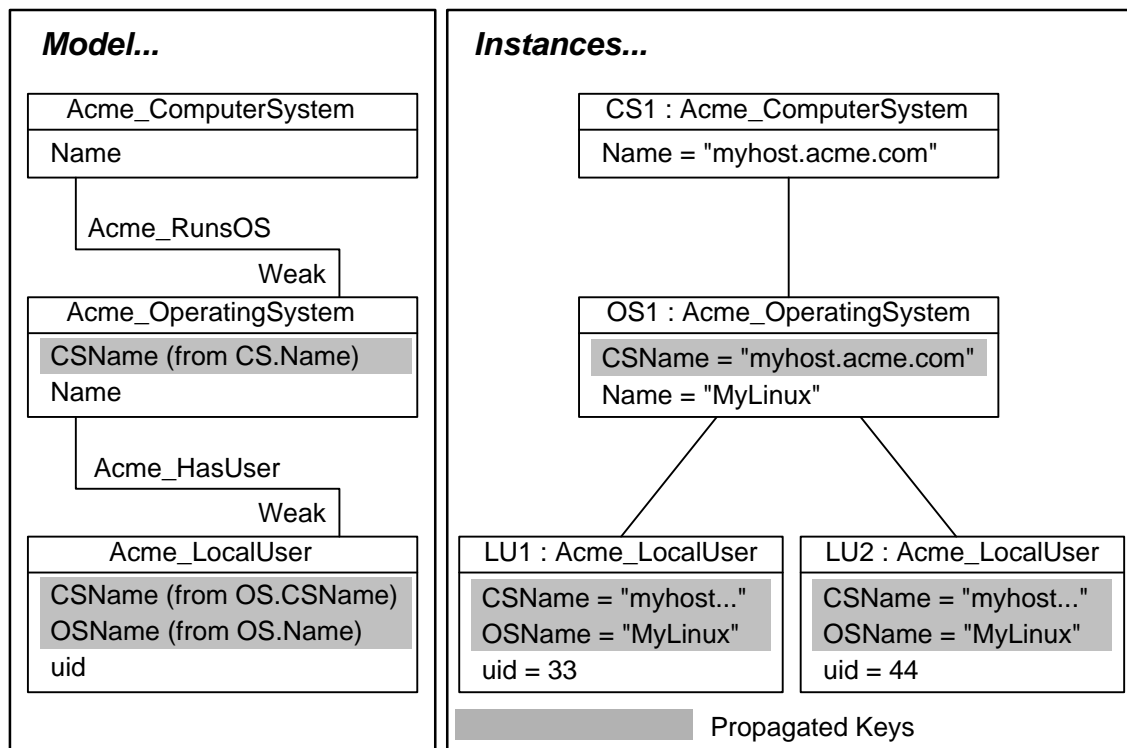 Model...
Acme_ComputerSystem
Name
Acme_RunsOS
Weak
Acme_OperatingSystem
CSName (from CS.Name)
Name
Acme_HasUser
Weak
Acme_LocalUser
CSName (from OS.CSName)
OSName (from OS.Name)
uid
Instances...
CS1 : Acme_ComputerSystem
Name = "myhost.acme.com"
OS1 : Acme_OperatingSystem
CSName = "myhost.acme.com"
Name = "MyLinux"
LU1 : Acme_LocalUser
CSName = "myhost..."
OSName = "MyLinux"
uid = 33
LU2 : Acme_LocalUser
CSName = "myhost..."
OSName = "MyLinux"
uid = 44
Propagated Keys